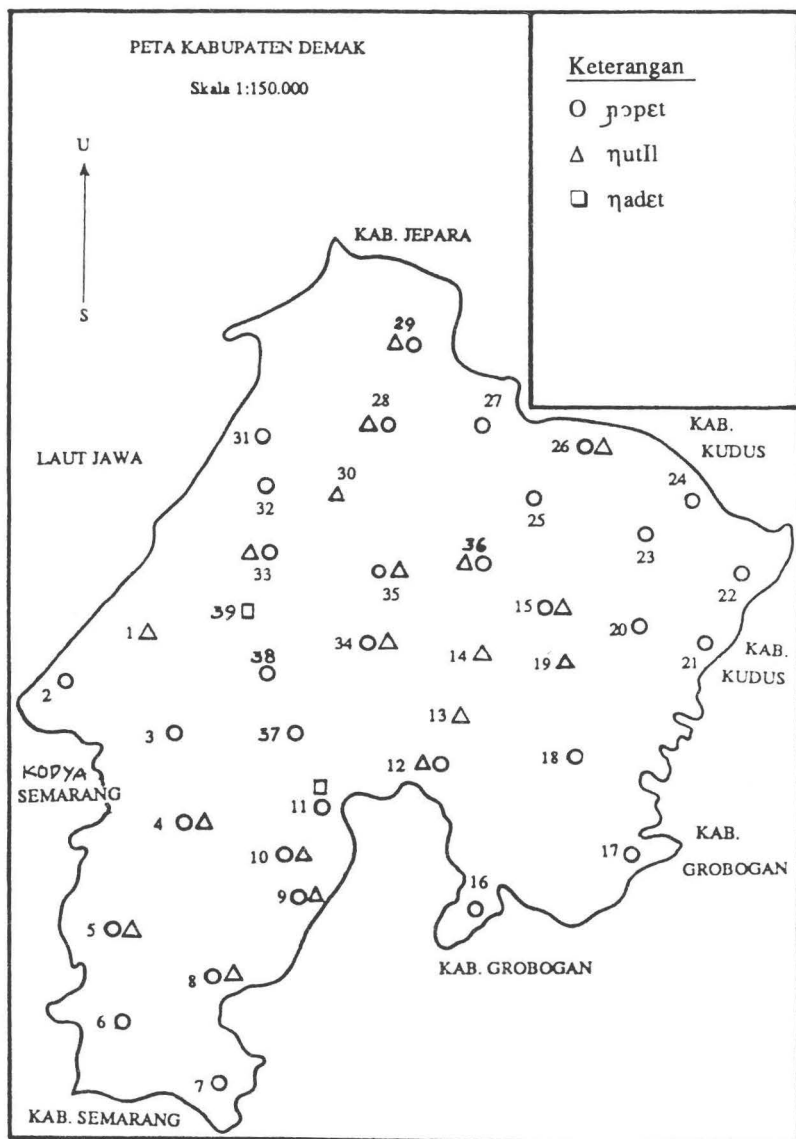 PETA KABUPATEN DEMAK
Skala 1:150.000
Keterangan
ɲɔpɛt
ηutIl
ηadɛt
U
S
KAB. JEPARA
29
28
27
31
26
KAB.
KUDUS
LAUT JAWA
30
24
32
25
23
36
33
35
22
39
15
1
20
34
14
19
21
KAB.
KUDUS
38
2
13
3
37
12
18
KODYA
SEMARANG
11
4
10
17
KAB.
GROBOGAN
9
16
5
KAB. GROBOGAN
8
6
7
KAB. SEMARANG